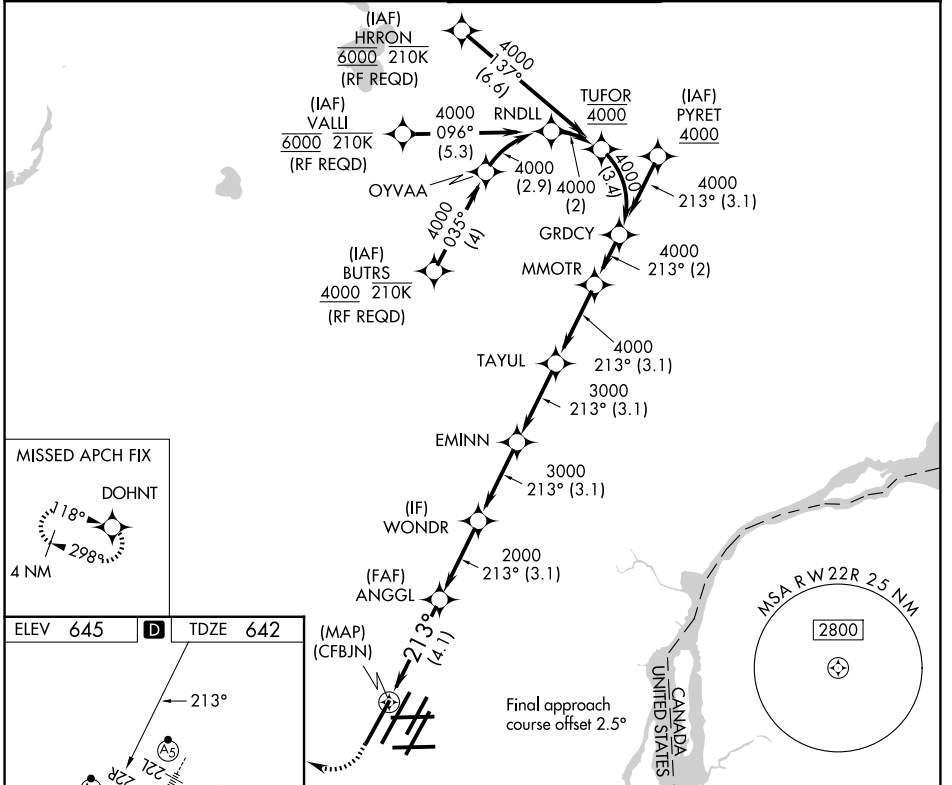 (IAF)
HRRON
6000 210K
(RF REQD)
4000
137°
(6.6)
(IAF)
VALLI
6000 210K
(RF REQD)
4000
096°
(5.3)
RNDLL
TUFOR
4000
(IAF)
PYRET
4000
OYVAA
4000
(2.9)
4000
(2)
4000
(3.4)
4000
213° (3.1)
4000
035°
(4)
(IAF)
BUTRS
4000 210K
(RF REQD)
GRDCY
4000
213° (2)
MMOTR
4000
213° (3.1)
TAYUL
3000
213° (3.1)
EMINN
3000
213° (3.1)
(IF)
WONDR
2000
213° (3.1)
(FAF)
ANGGL
213°
(4.1)
(MAP)
(CFBJN)
MISSED APCH FIX
DOHNT
118°
298°
4 NM
ELEV 645 D TDZE 642
213°
A5
22R
22L
Final approach
course offset 2.5°
CANADA
UNITED STATES
MSA RW22R 25 NM
2800